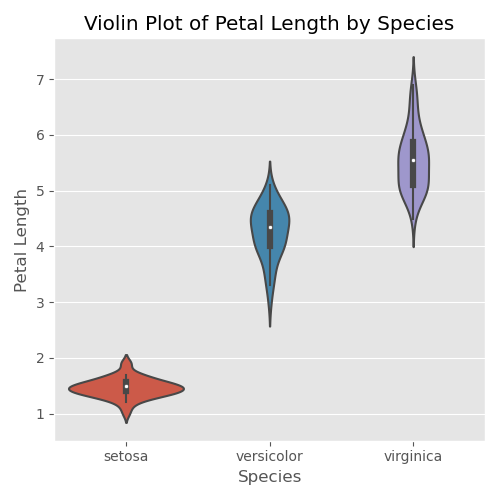 Violin Plot of Petal Length by Species
7
6
5
4
3
2
1
Petal Length
setosa versicolor virginica
Species